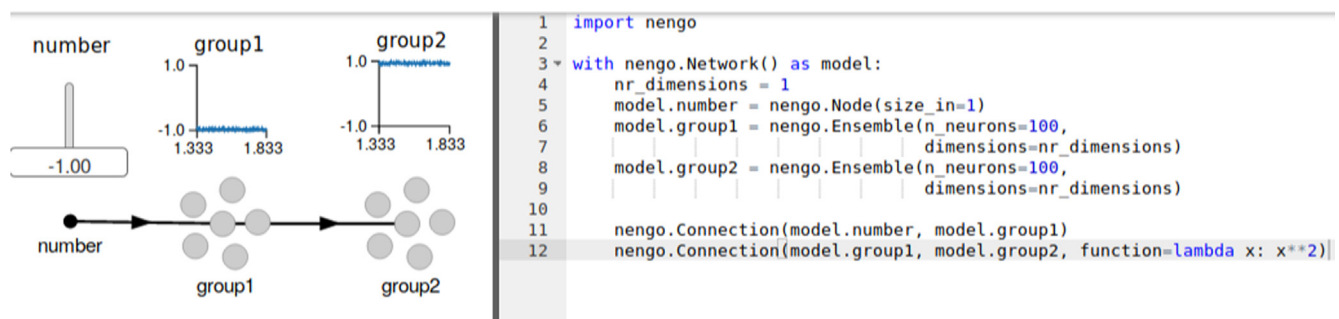 number
group1
group2
1.0
-1.0
1.333 1.833
1.0
-1.0
1.333 1.833
-1.00
number
group1
group2
1 import nengo
2
3 with nengo.Network() as model:
4 nr_dimensions = 1
5 model.number = nengo.Node(size_in=1)
6 model.group1 = nengo.Ensemble(n_neurons=100,
7 dimensions=nr_dimensions)
8 model.group2 = nengo.Ensemble(n_neurons=100,
9 dimensions=nr_dimensions)
10
11 nengo.Connection(model.number, model.group1)
12 nengo.Connection(model.group1, model.group2, function=lambda x: x**2)